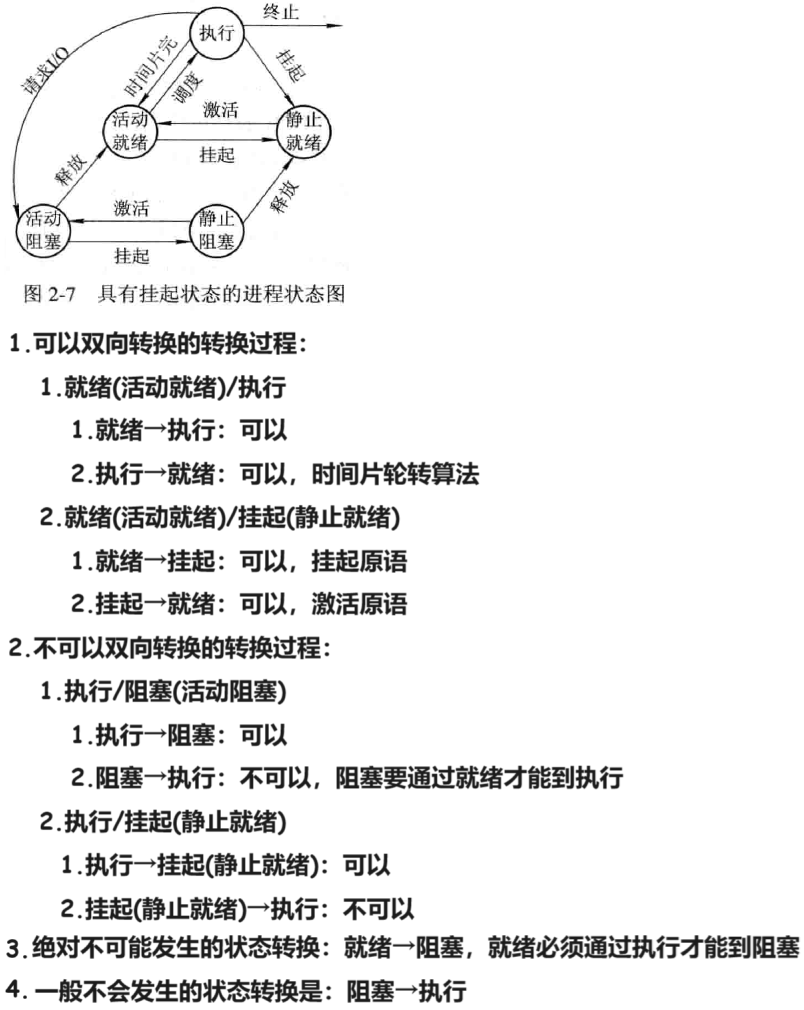 终止
执行
请求I/O
时间片完
调度
挂起
活动
就绪
激活
挂起
静止
就绪
释放
释放
活动
阻塞
激活
挂起
静止
阻塞
图 2-7 具有挂起状态的进程状态图
1.可以双向转换的转换过程：
1.就绪(活动就绪)/执行
1.就绪→执行：可以
2.执行→就绪：可以，时间片轮转算法
2.就绪(活动就绪)/挂起(静止就绪)
1.就绪→挂起：可以，挂起原语
2.挂起→就绪：可以，激活原语
2.不可以双向转换的转换过程：
1.执行/阻塞(活动阻塞)
1.执行→阻塞：可以
2.阻塞→执行：不可以，阻塞要通过就绪才能到执行
2.执行/挂起(静止就绪)
1.执行→挂起(静止就绪)：可以
2.挂起(静止就绪)→执行：不可以
3.绝对不可能发生的状态转换：就绪→阻塞，就绪必须通过执行才能到阻塞
4. 一般不会发生的状态转换是：阻塞→执行